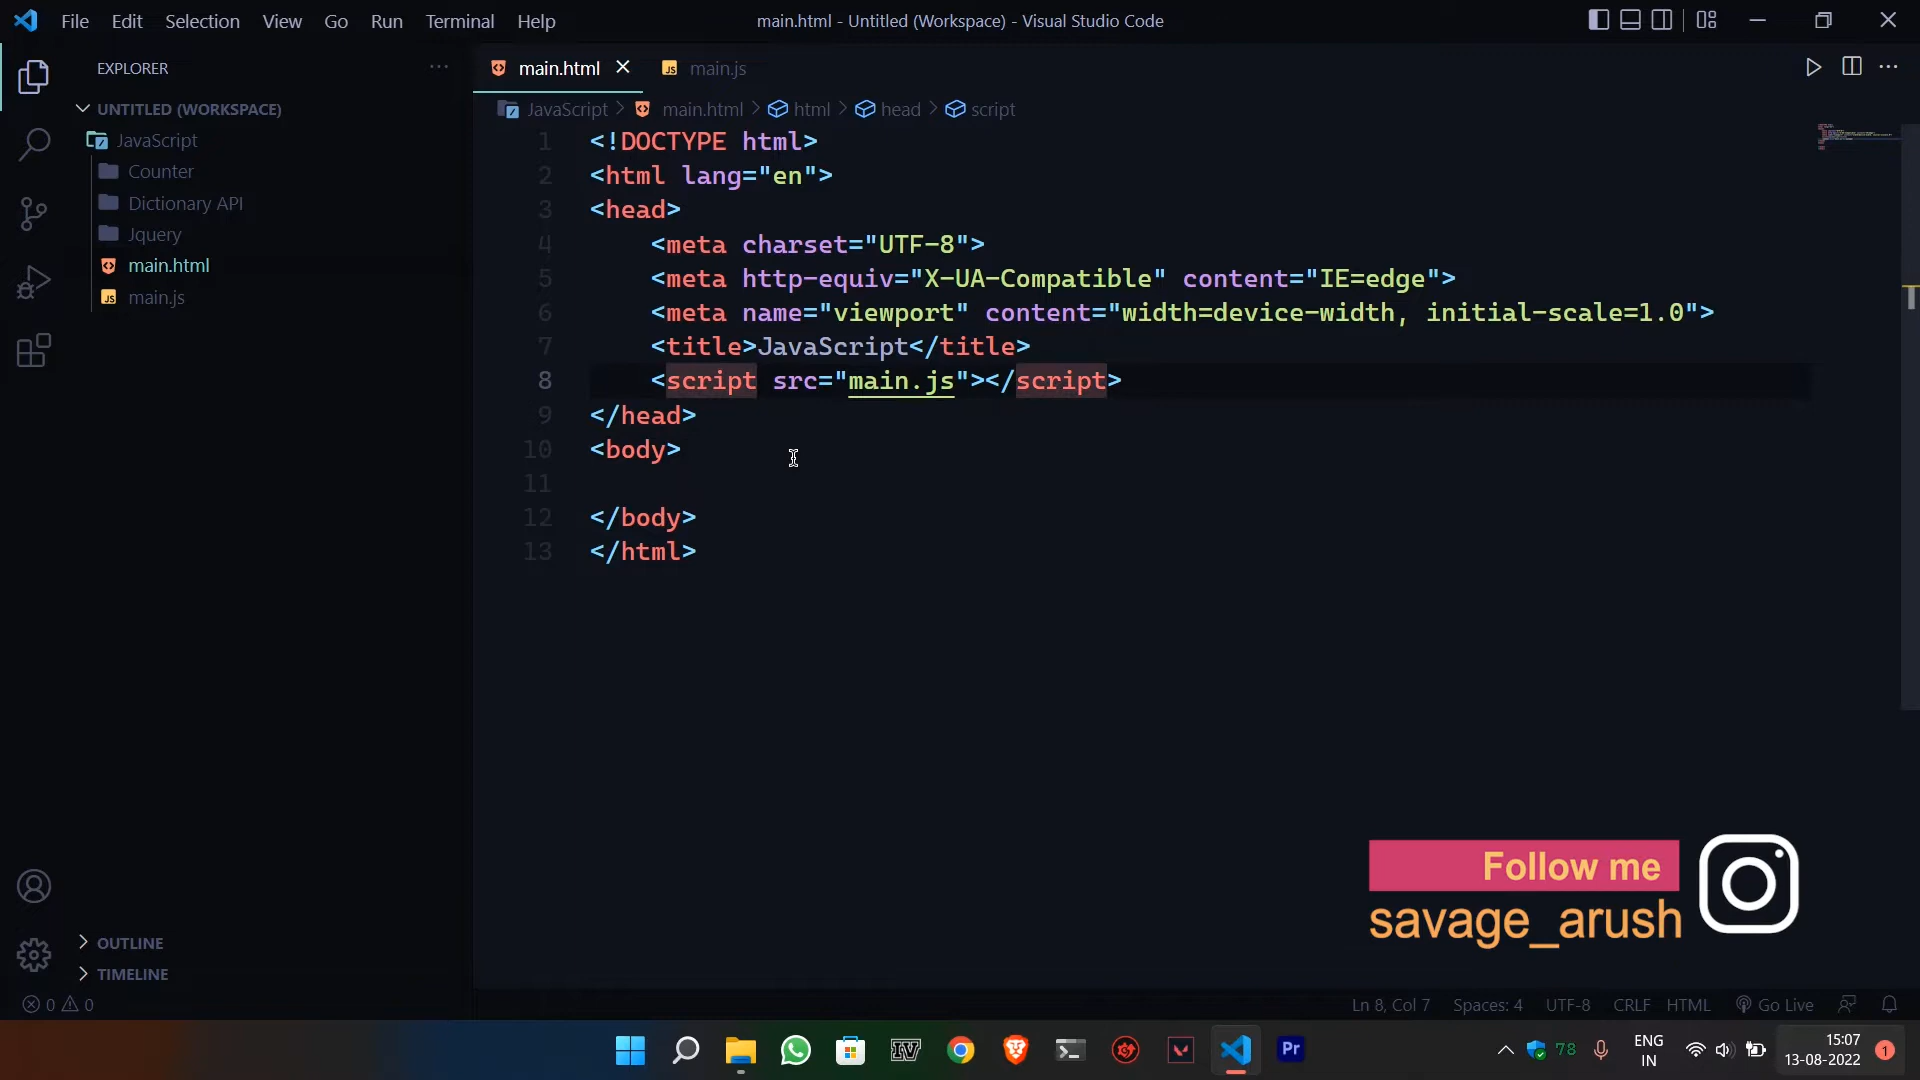 File Edit Selection View Go Run Terminal Help
main.html - Untitled (Workspace) - Visual Studio Code
EXPLORER
UNTITLED (WORKSPACE)
JavaScript
Counter
Dictionary API
Jquery
main.html
JS main.js
OUTLINE
TIMELINE
main.html
JS main.js
JavaScript > main.html > html > head > script
1 <!DOCTYPE html>
2 <html lang="en">
3 <head>
4 <meta charset="UTF-8">
5 <meta http-equiv="X-UA-Compatible" content="IE=edge">
6 <meta name="viewport" content="width=device-width, initial-scale=1.0">
7 <title>JavaScript</title>
8 <script src="main.js"></script>
9 </head>
10 <body>
11
12 </body>
13 </html>
Follow me
savage_arush
0 0
Ln 8, Col 7 Spaces: 4 UTF-8 CRLF HTML Go Live
IV
Pr
78
ENG
IN
15:07
13-08-2022
1